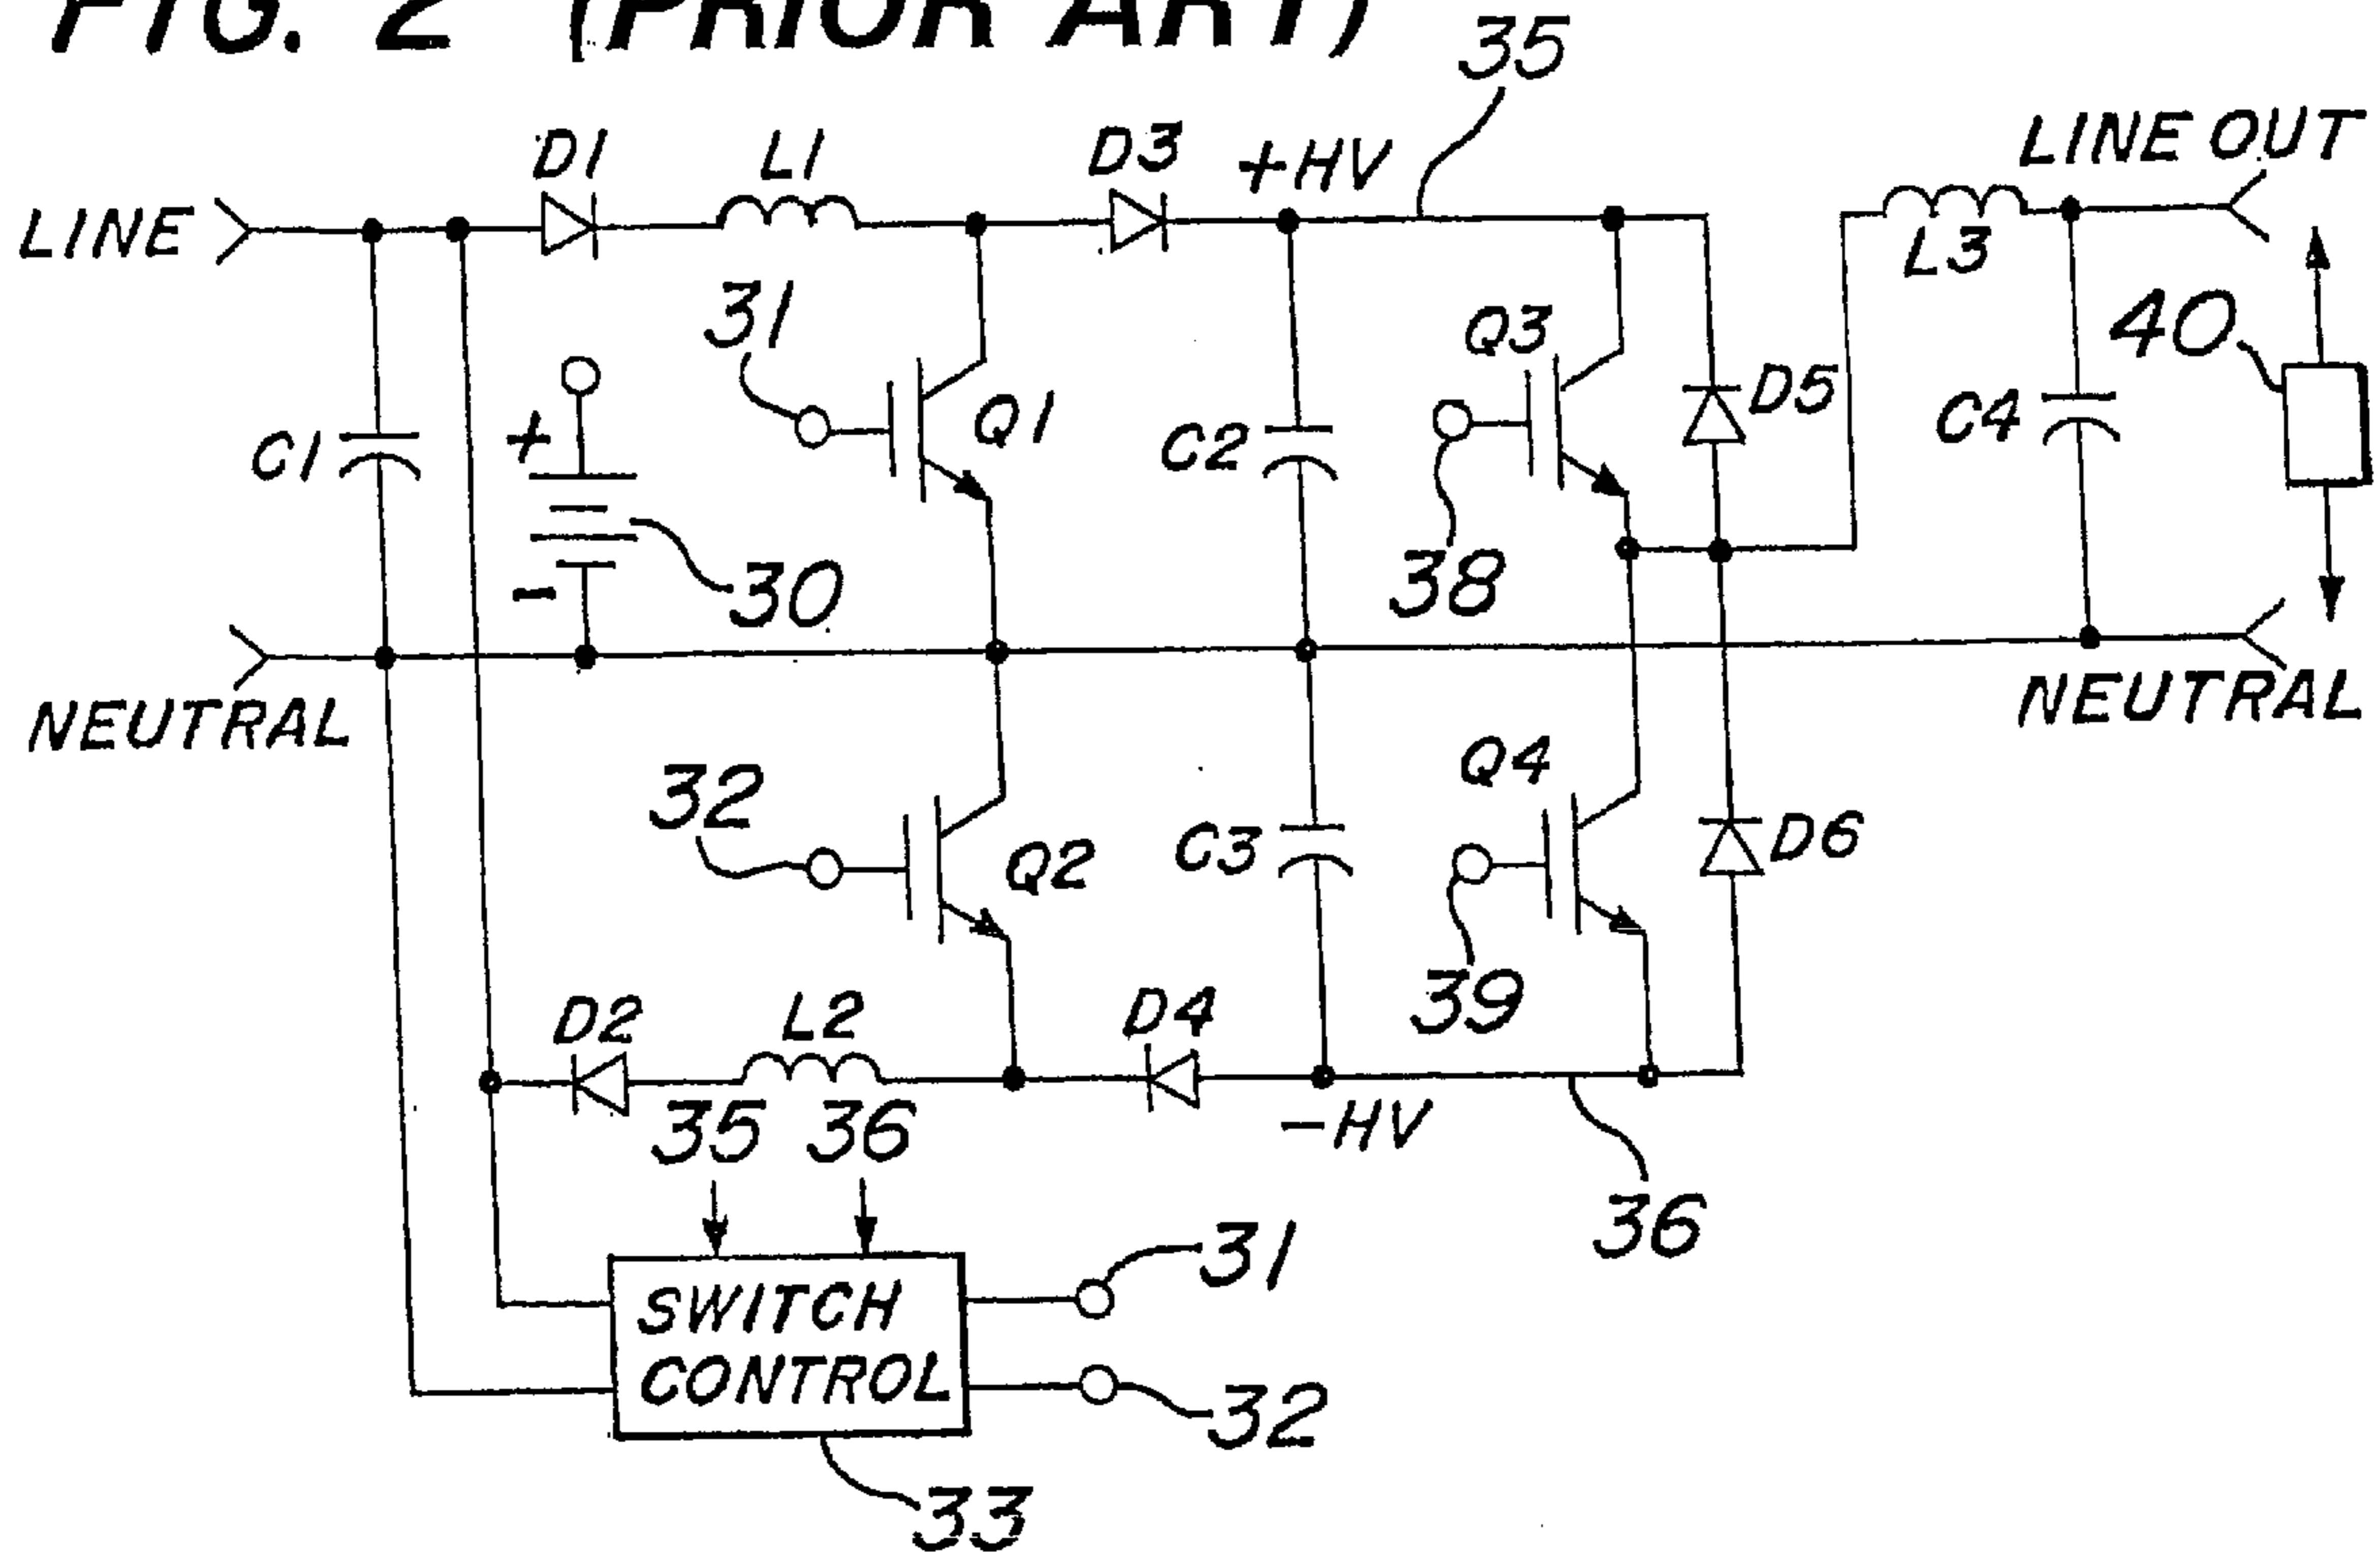 FIG. 2 (PRIOR ART)
35
LINE OUT
D1
L1
D3
+HV
LINE
L3
31
Q3
40
D5
Q1
C4
C1
+
C2
-
30
38
NEUTRAL
NEUTRAL
32
Q4
C3
D6
Q2
39
D2
L2
D4
35
36
-HV
36
31
SWITCH
CONTROL
32
33